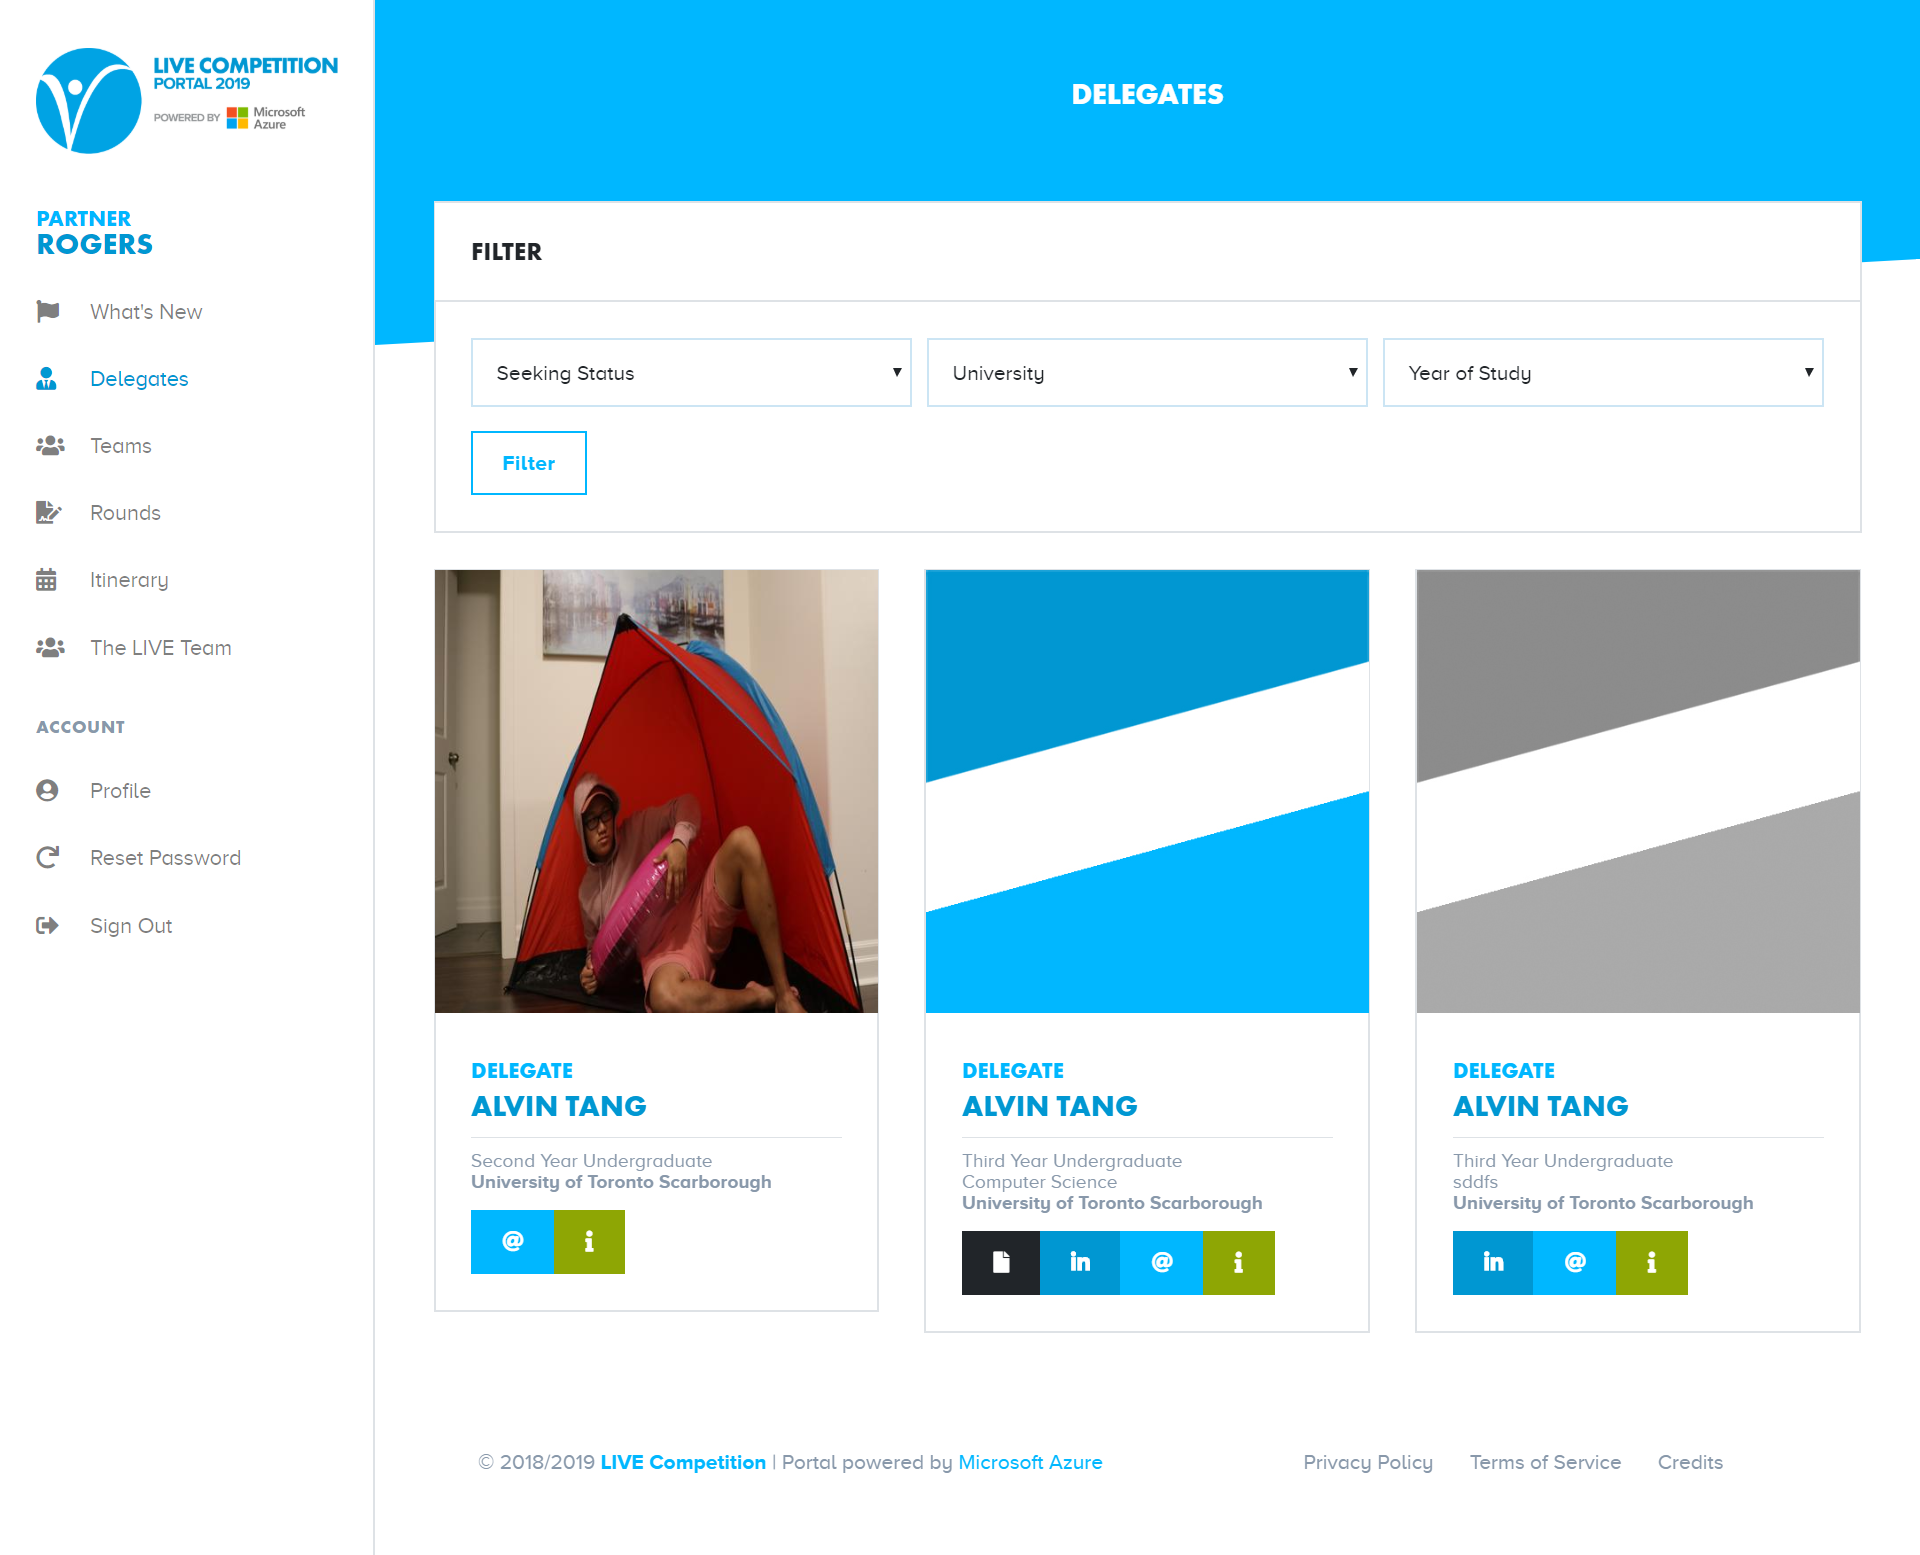 LIVE COMPETITION
PORTAL 2019
POWERED BY Microsoft Azure
PARTNER
ROGERS
What's New
Delegates
Teams
Rounds
Itinerary
The LIVE Team
ACCOUNT
Profile
Reset Password
Sign Out
DELEGATES
FILTER
Seeking Status
University
Year of Study
Filter
DELEGATE
ALVIN TANG
Second Year Undergraduate
University of Toronto Scarborough
@
DELEGATE
ALVIN TANG
Third Year Undergraduate
Computer Science
University of Toronto Scarborough
in @
DELEGATE
ALVIN TANG
Third Year Undergraduate
sddfs
University of Toronto Scarborough
in @
© 2018/2019 LIVE Competition | Portal powered by Microsoft Azure
Privacy Policy
Terms of Service
Credits